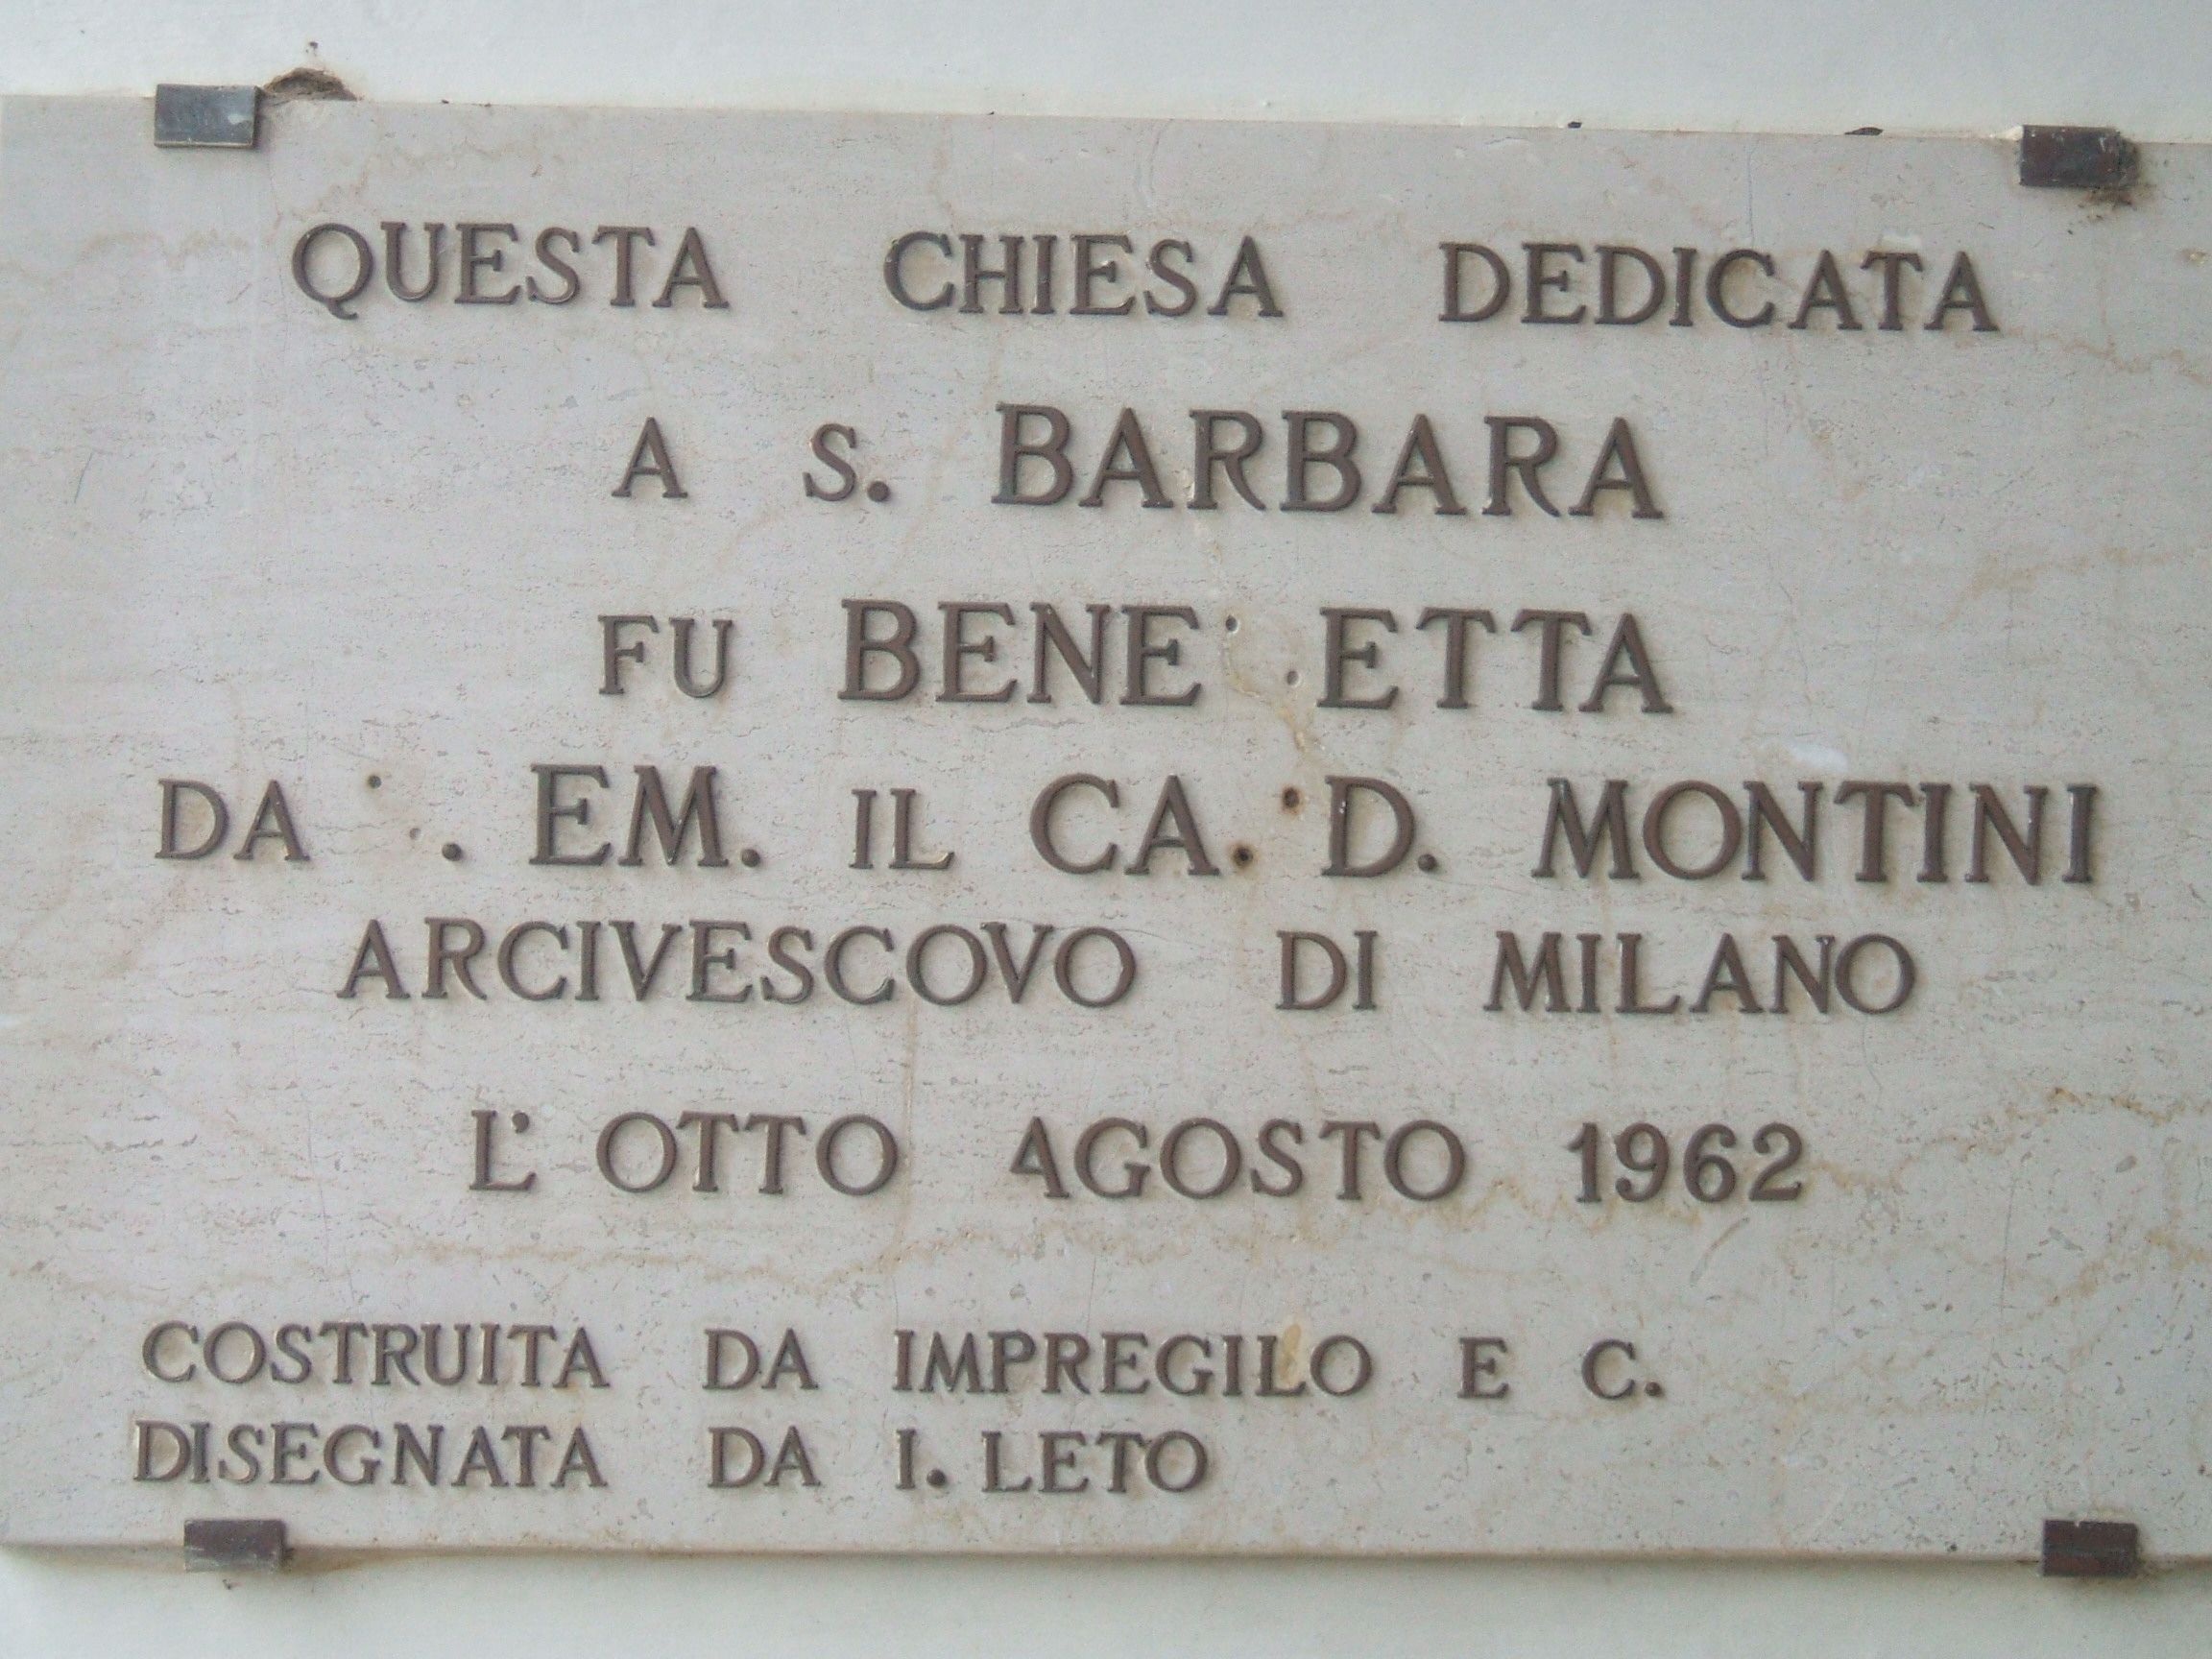 QUESTA CHIESA DEDICATA
A S. BARBARA
FU BENE ETTA
DA . EM. IL CA. D. MONTINI
ARCIVESCOVO DI MILANO
L' OTTO AGOSTO 1962
COSTRUITA DA IMPREGILO E C.
DISEGNATA DA I. LETO